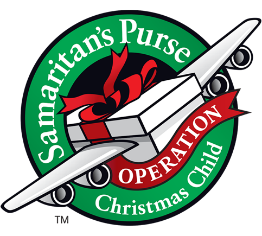 Samaritan's Purse
OPERATION
Christmas Child
TM